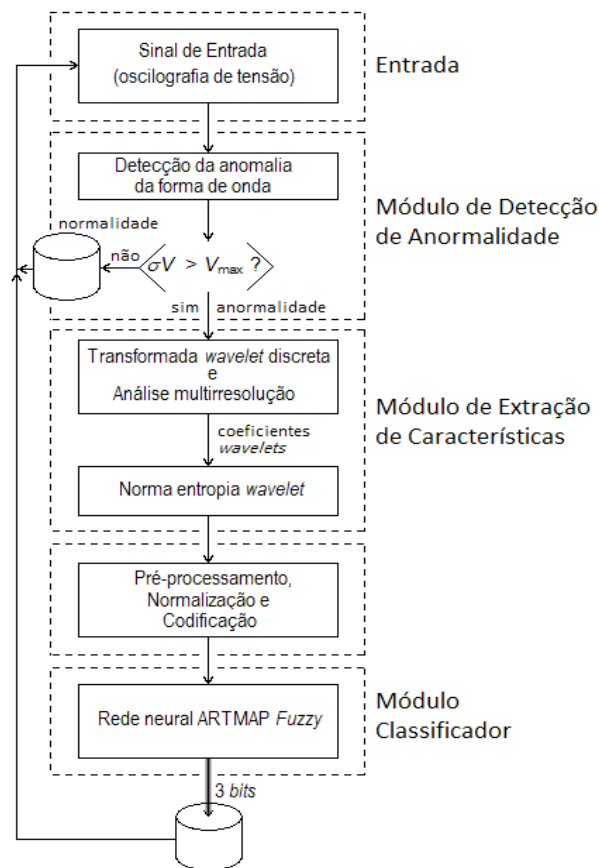 Sinal de Entrada
(oscilografia de tensão)
Entrada
Detecção da anomalia
da forma de onda
Módulo de Detecção
de Anormalidade
normalidade
não
σV > Vmax ?
sim anormalidade
Transformada wavelet discreta
e
Análise multirresolução
Módulo de Extração
de Características
coeficientes
wavelets
Norma entropia wavelet
Pré-processamento,
Normalização e
Codificação
Rede neural ARTMAP Fuzzy
Módulo
Classificador
3 bits